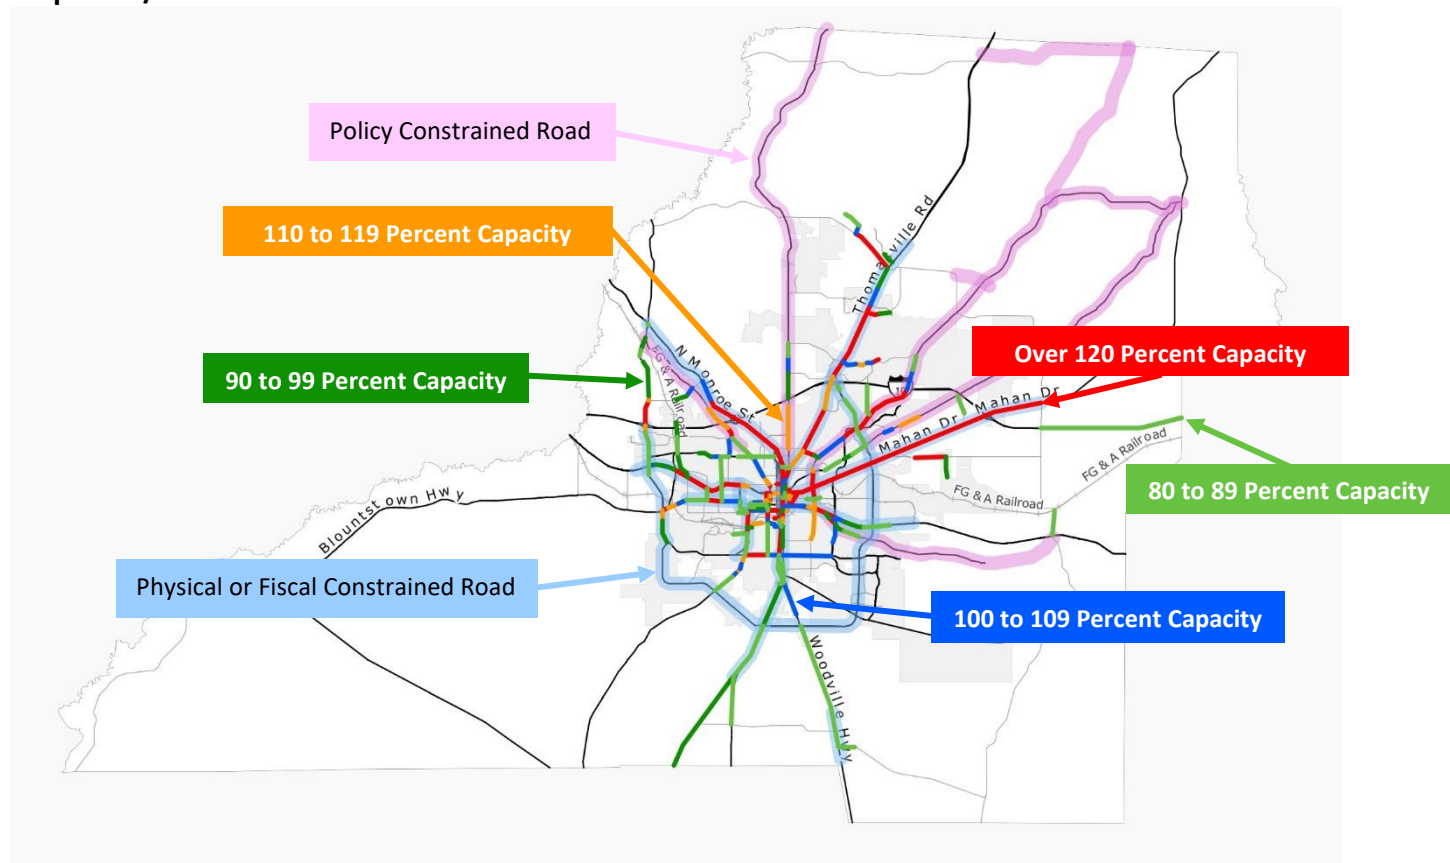 Policy Constrained Road
110 to 119 Percent Capacity
Thomasville Rd
Over 120 Percent Capacity
N Monroe St
FG & A Railroad
90 to 99 Percent Capacity
10
Mahan Dr
Mahan Dr
FG & A Railroad
FG & A Railroad
80 to 89 Percent Capacity
Blountstown Hwy
Physical or Fiscal Constrained Road
100 to 109 Percent Capacity
Woodville Hwy